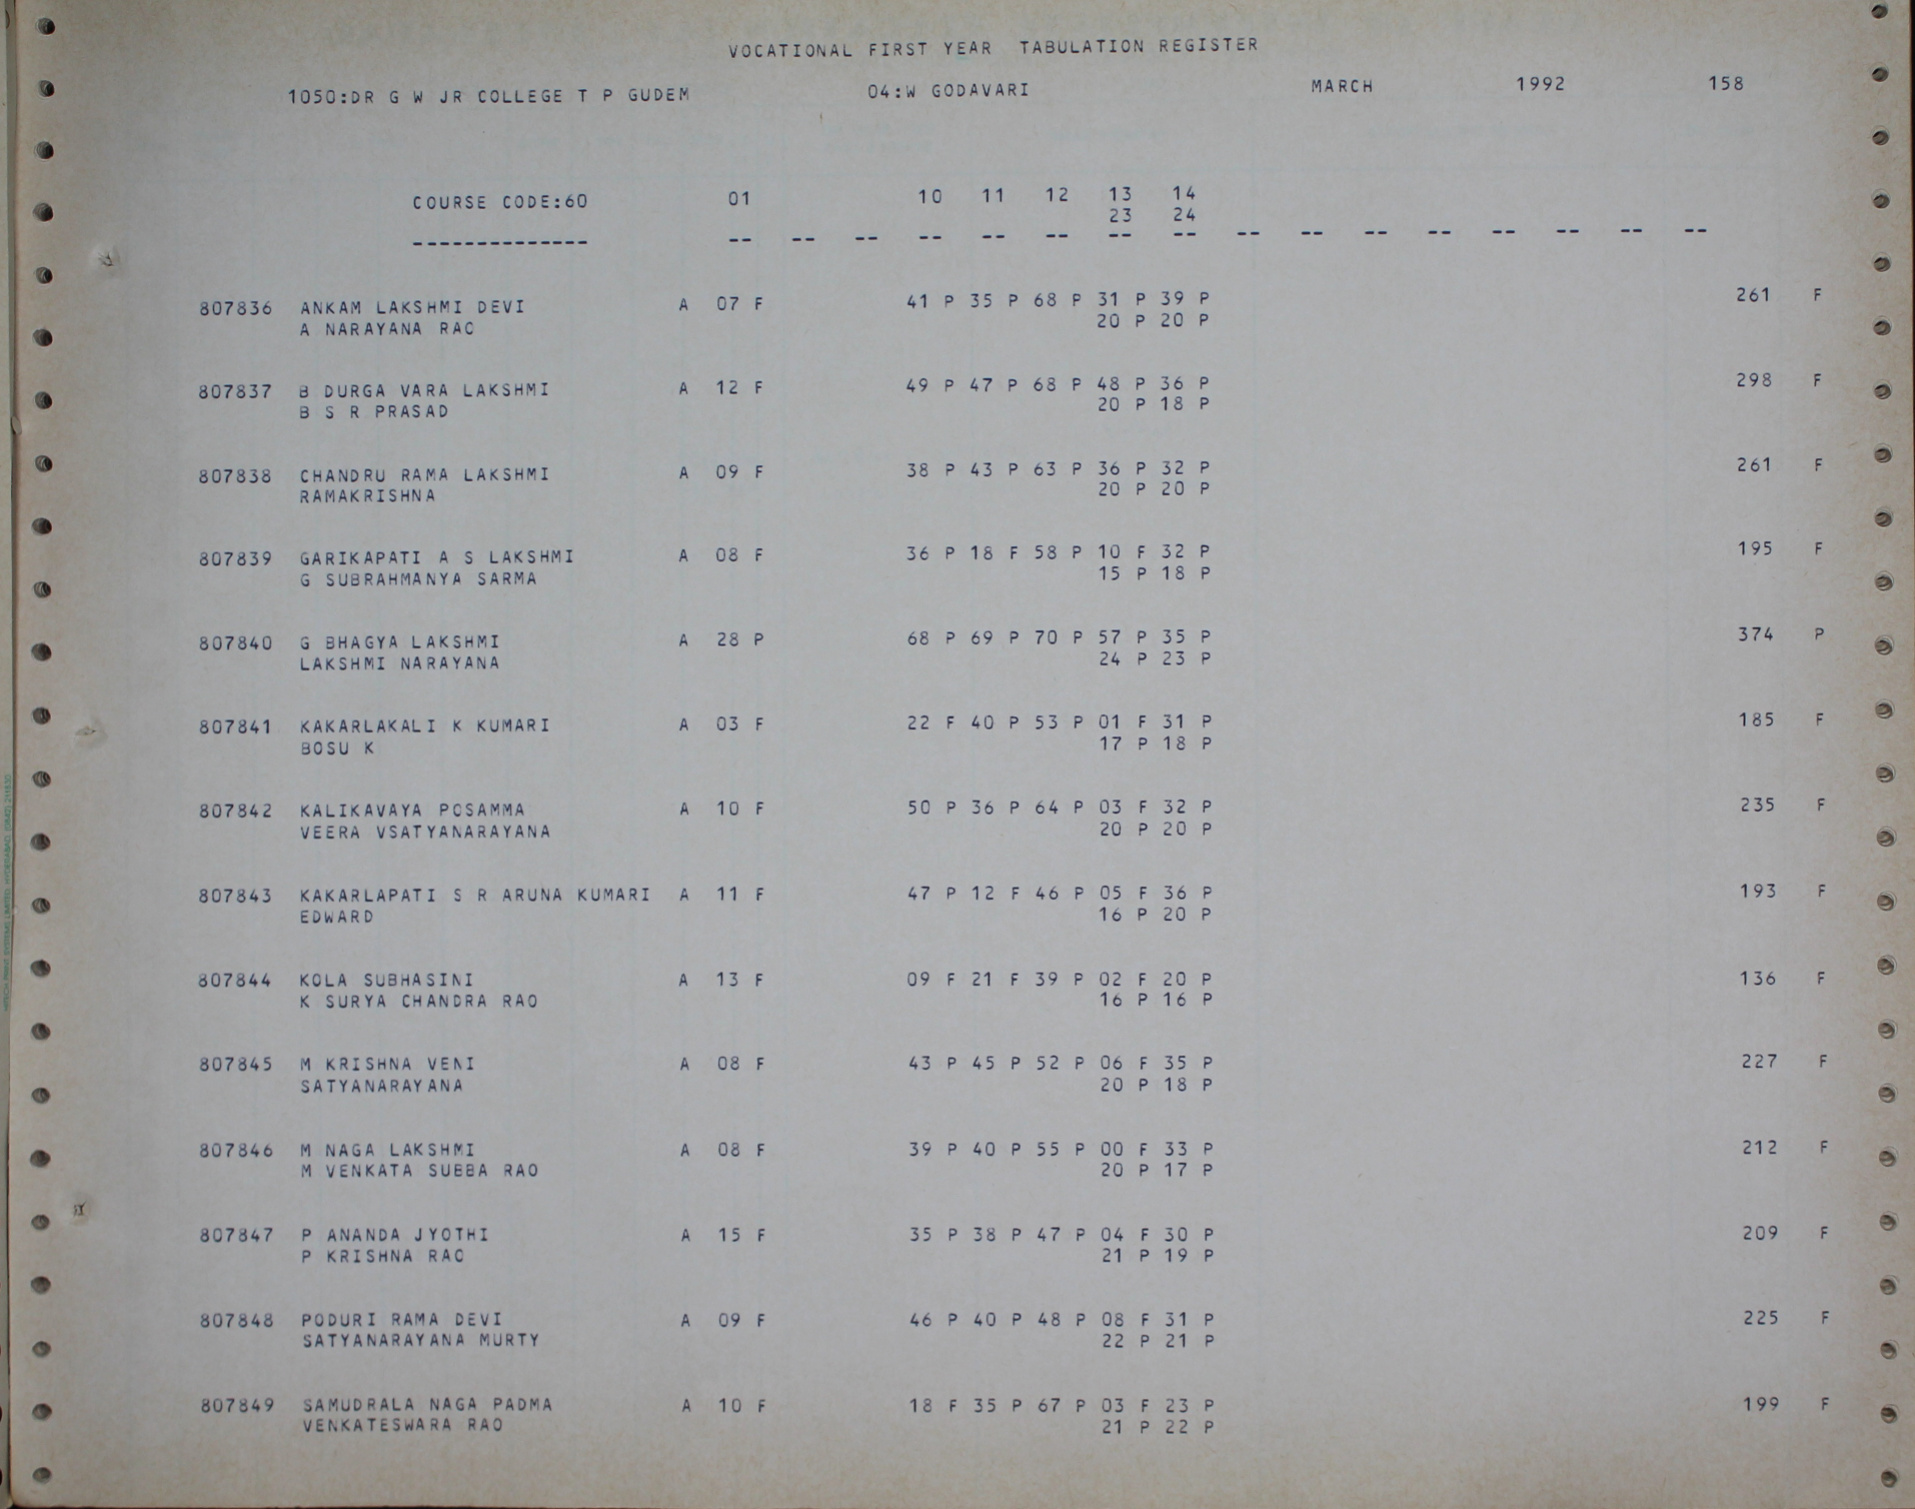 VOCATIONAL FIRST YEAR TABULATION REGISTER
1050:DR G W JR COLLEGE T P GUDEM 04:W GODAVARI MARCH 1992 158
COURSE CODE:60 01 10 11 12 13 14
23 24
-------------- -- -- -- -- -- -- -- -- -- -- -- -- -- -- -- --
807836 ANKAM LAKSHMI DEVI A 07 F 41 P 35 P 68 P 31 P 39 P 261 F
A NARAYANA RAO 20 P 20 P
807837 B DURGA VARA LAKSHMI A 12 F 49 P 47 P 68 P 48 P 36 P 298 F
B S R PRASAD 20 P 18 P
807838 CHANDRU RAMA LAKSHMI A 09 F 38 P 43 P 63 P 36 P 32 P 261 F
RAMAKRISHNA 20 P 20 P
807839 GARIKAPATI A S LAKSHMI A 08 F 36 P 18 F 58 P 10 F 32 P 195 F
G SUBRAHMANYA SARMA 15 P 18 P
807840 G BHAGYA LAKSHMI A 28 P 68 P 69 P 70 P 57 P 35 P 374 P
LAKSHMI NARAYANA 24 P 23 P
807841 KAKARLAKALI K KUMARI A 03 F 22 F 40 P 53 P 01 F 31 P 185 F
BOSU K 17 P 18 P
807842 KALIKAVAYA POSAMMA A 10 F 50 P 36 P 64 P 03 F 32 P 235 F
VEERA VSATYANARAYANA 20 P 20 P
807843 KAKARLAPATI S R ARUNA KUMARI A 11 F 47 P 12 F 46 P 05 F 36 P 193 F
EDWARD 16 P 20 P
807844 KOLA SUBHASINI A 13 F 09 F 21 F 39 P 02 F 20 P 136 F
K SURYA CHANDRA RAO 16 P 16 P
807845 M KRISHNA VENI A 08 F 43 P 45 P 52 P 06 F 35 P 227 F
SATYANARAYANA 20 P 18 P
807846 M NAGA LAKSHMI A 08 F 39 P 40 P 55 P 00 F 33 P 212 F
M VENKATA SUBBA RAO 20 P 17 P
807847 P ANANDA JYOTHI A 15 F 35 P 38 P 47 P 04 F 30 P 209 F
P KRISHNA RAO 21 P 19 P
807848 PODURI RAMA DEVI A 09 F 46 P 40 P 48 P 08 F 31 P 225 F
SATYANARAYANA MURTY 22 P 21 P
807849 SAMUDRALA NAGA PADMA A 10 F 18 F 35 P 67 P 03 F 23 P 199 F
VENKATESWARA RAO 21 P 22 P